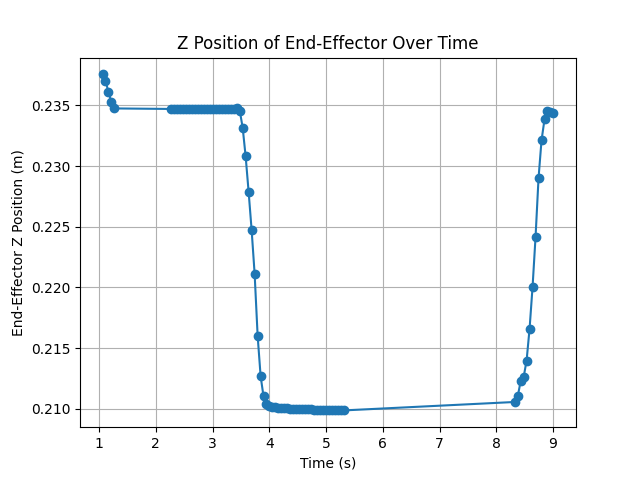 Z Position of End-Effector Over Time
End-Effector Z Position (m)
0.235
0.230
0.225
0.220
0.215
0.210
1 2 3 4 5 6 7 8 9
Time (s)